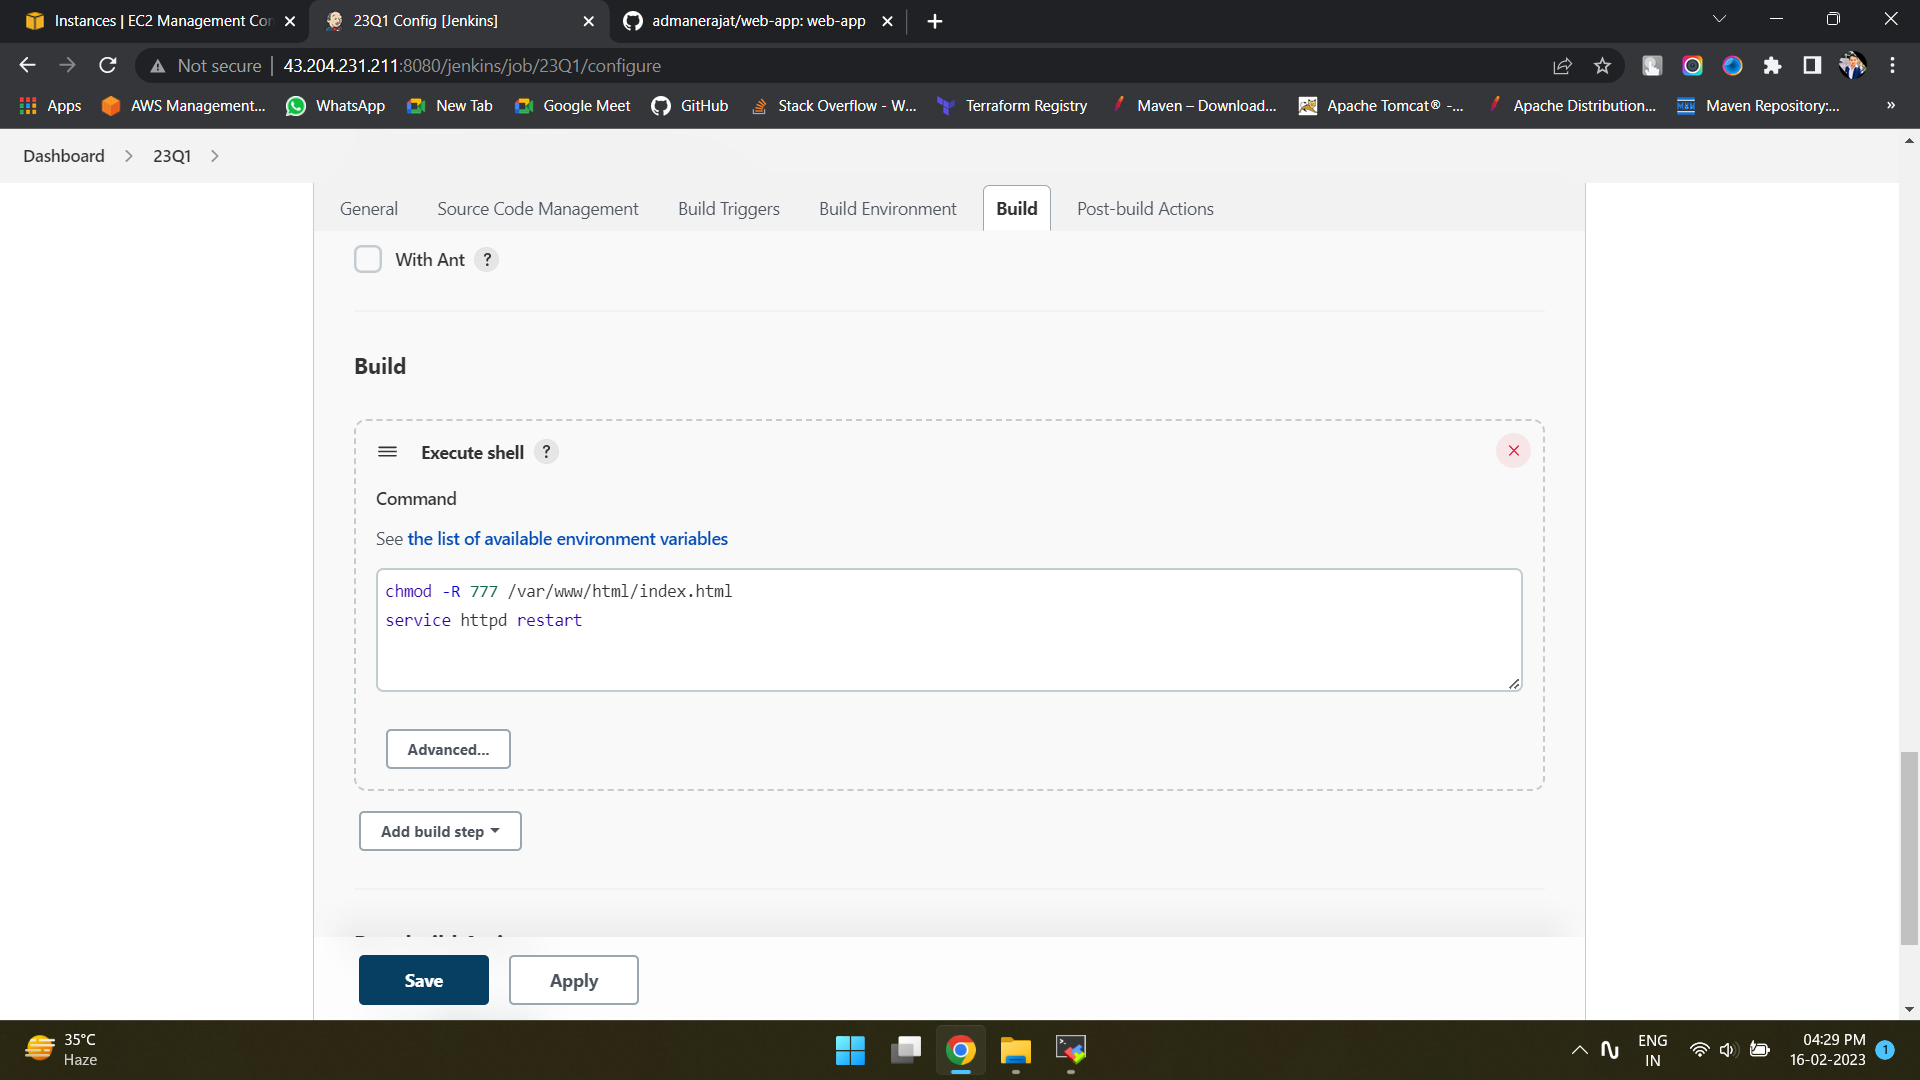 Instances | EC2 Management Con
23Q1 Config [Jenkins]
admanerajat/web-app: web-app
Not secure
43.204.231.211:8080/jenkins/job/23Q1/configure
Apps
AWS Management...
WhatsApp
New Tab
Google Meet
GitHub
Stack Overflow - W...
Terraform Registry
Maven – Download...
Apache Tomcat® -...
Apache Distribution...
Maven Repository:...
»
Dashboard
23Q1
General
Source Code Management
Build Triggers
Build Environment
Build
Post-build Actions
With Ant ?
Build
Execute shell ?
Command
See the list of available environment variables
chmod -R 777 /var/www/html/index.html
service httpd restart
Advanced...
Add build step
Save
Apply
35°C
Haze
ENG
IN
04:29 PM
16-02-2023
1